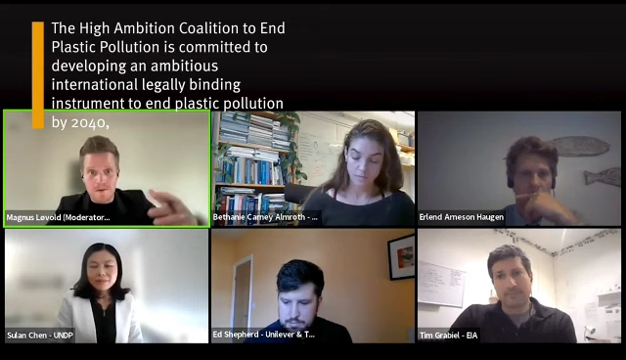 The High Ambition Coalition to End
Plastic Pollution is committed to
developing an ambitious
international legally binding
instrument to end plastic pollution
by 2040,
Magnus Løvold [Moderator...
Bethanie Carney Almroth - ...
Erlend Arneson Haugen
Sulan Chen - UNDP
Ed Shepherd - Unilever & T...
Tim Grabiel - EIA